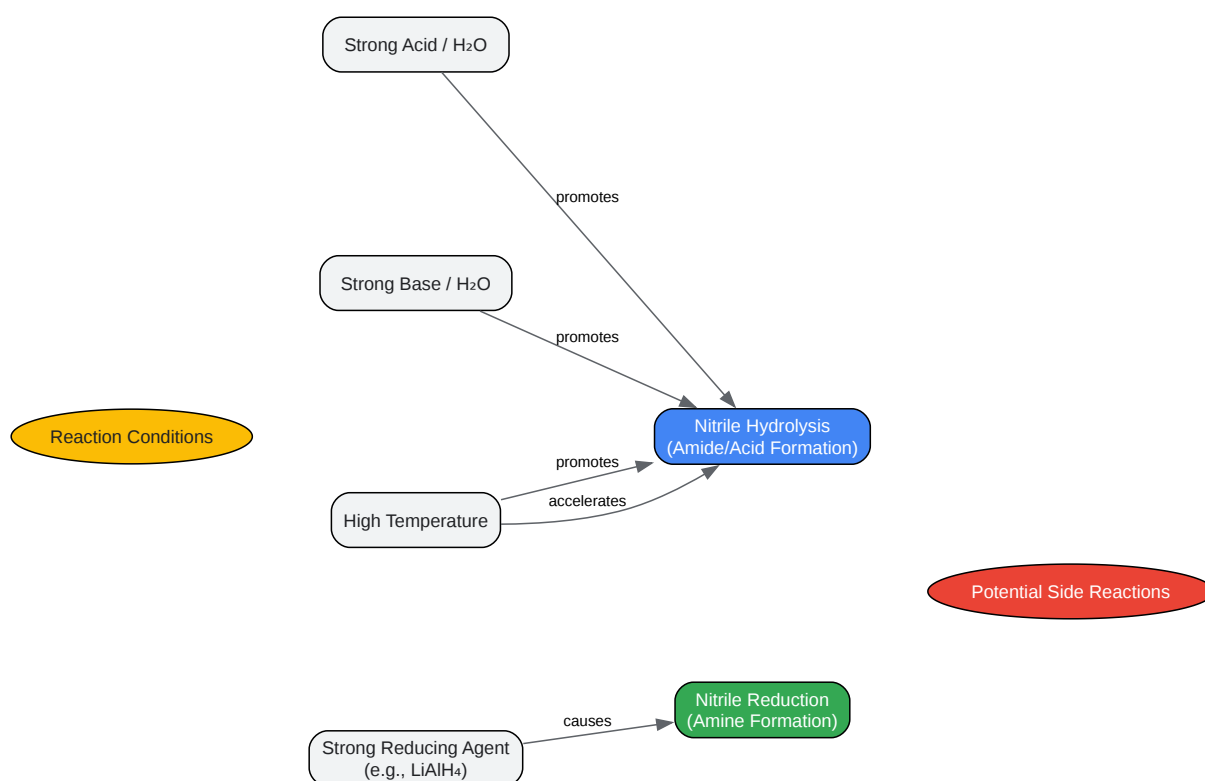 Strong Acid / H₂O
promotes
Strong Base / H₂O
promotes
Nitrile Hydrolysis
(Amide/Acid Formation)
Reaction Conditions
promotes
accelerates
High Temperature
Potential Side Reactions
Nitrile Reduction
(Amine Formation)
causes
Strong Reducing Agent
(e.g., LiAlH₄)